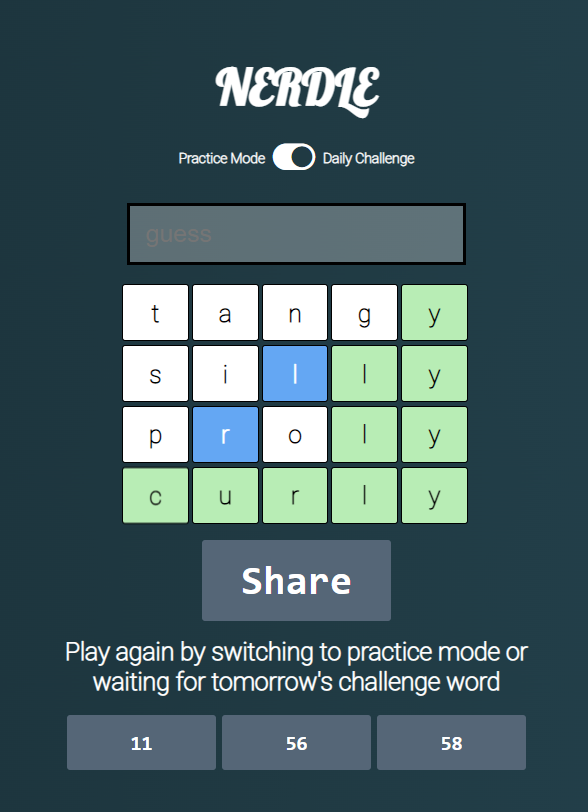 NERDLE
Practice Mode Daily Challenge
guess
t a n g y
s i l l y
p r o l y
c u r l y
Share
Play again by switching to practice mode or
waiting for tomorrow's challenge word
11 56 58